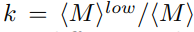 k = ⟨M⟩^{low}/⟨M⟩